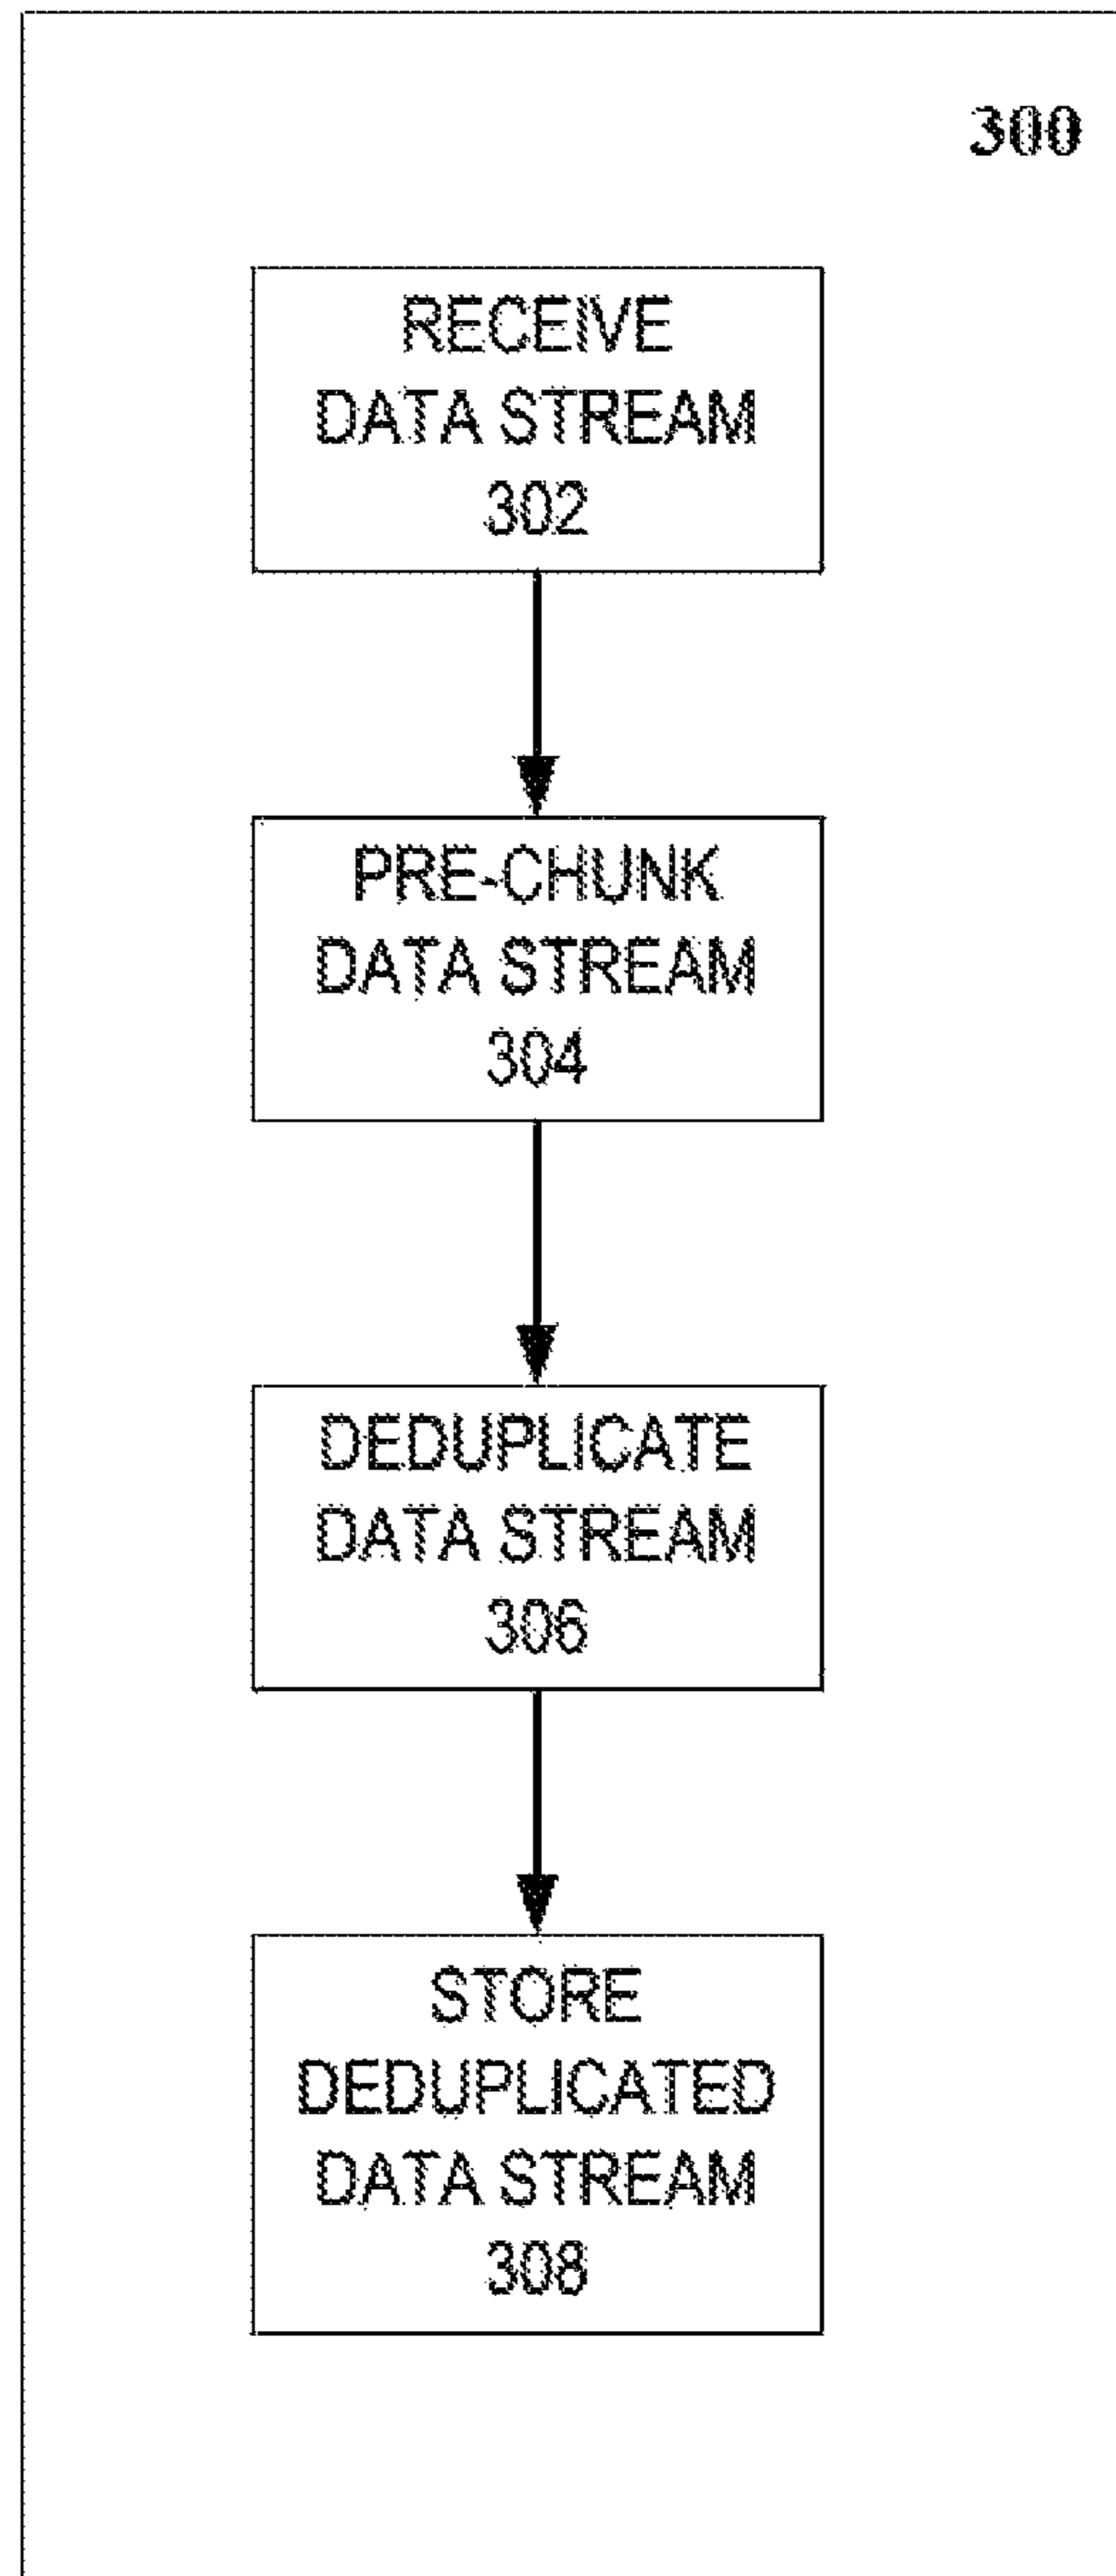 300
RECEIVE
DATA STREAM
302
PRE-CHUNK
DATA STREAM
304
DEDUPLICATE
DATA STREAM
306
STORE
DEDUPLICATED
DATA STREAM
308